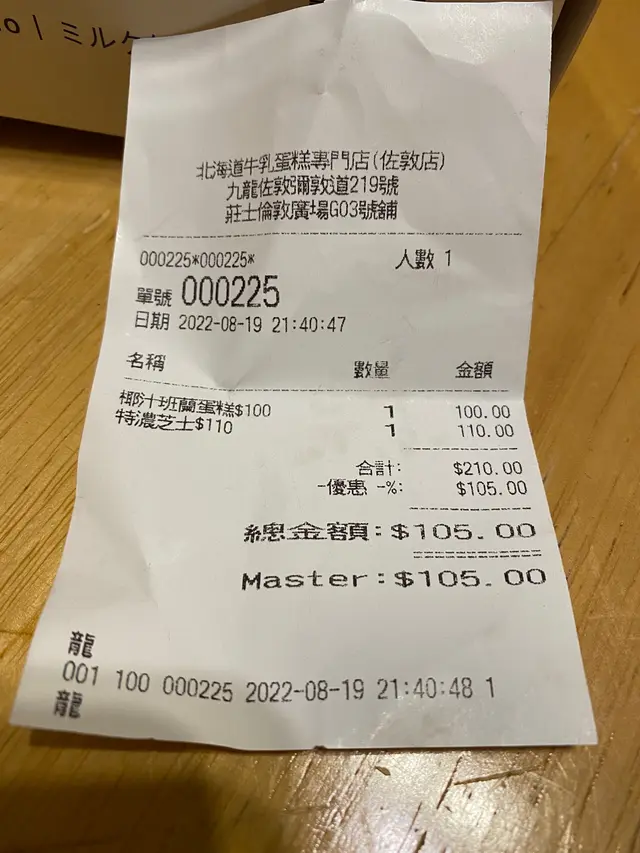 ミルク
北海道牛乳蛋糕專門店(佐敦店)
九龍佐敦彌敦道219號
莊士倫敦廣場G03號舖
000225*000225* 人數 1
單號 000225
日期 2022-08-19 21:40:47
名稱 數量 金額
椰汁班蘭蛋糕$100 1 100.00
特濃芝士$110 1 110.00
合計: $210.00
-優惠 -%: $105.00
總金額:$105.00
Master:$105.00
龍
001 100 000225 2022-08-19 21:40:48 1
龍